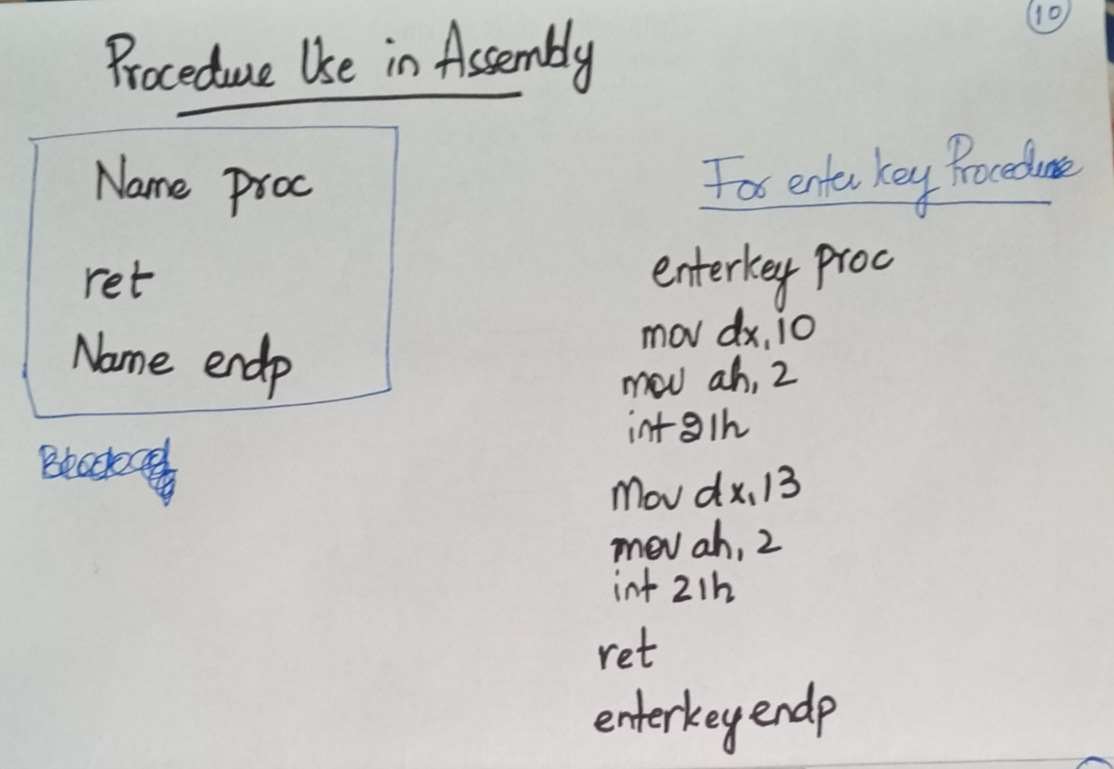 10
Procedure Use in Assembly
Name proc
ret
Name endp
For enter key Procedure
enterkey proc
mov dx,10
mov ah, 2
int 21h
Mov dx,13
mov ah, 2
int 21h
ret
enterkey endp